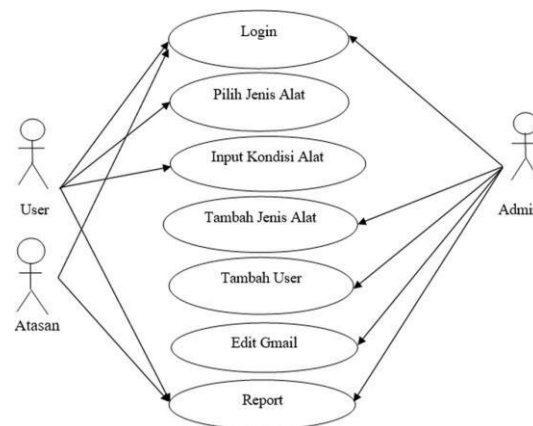 Login
Pilih Jenis Alat
Input Kondisi Alat
User
Tambah Jenis Alat
Admi
Tambah User
Atasan
Edit Gmail
Report